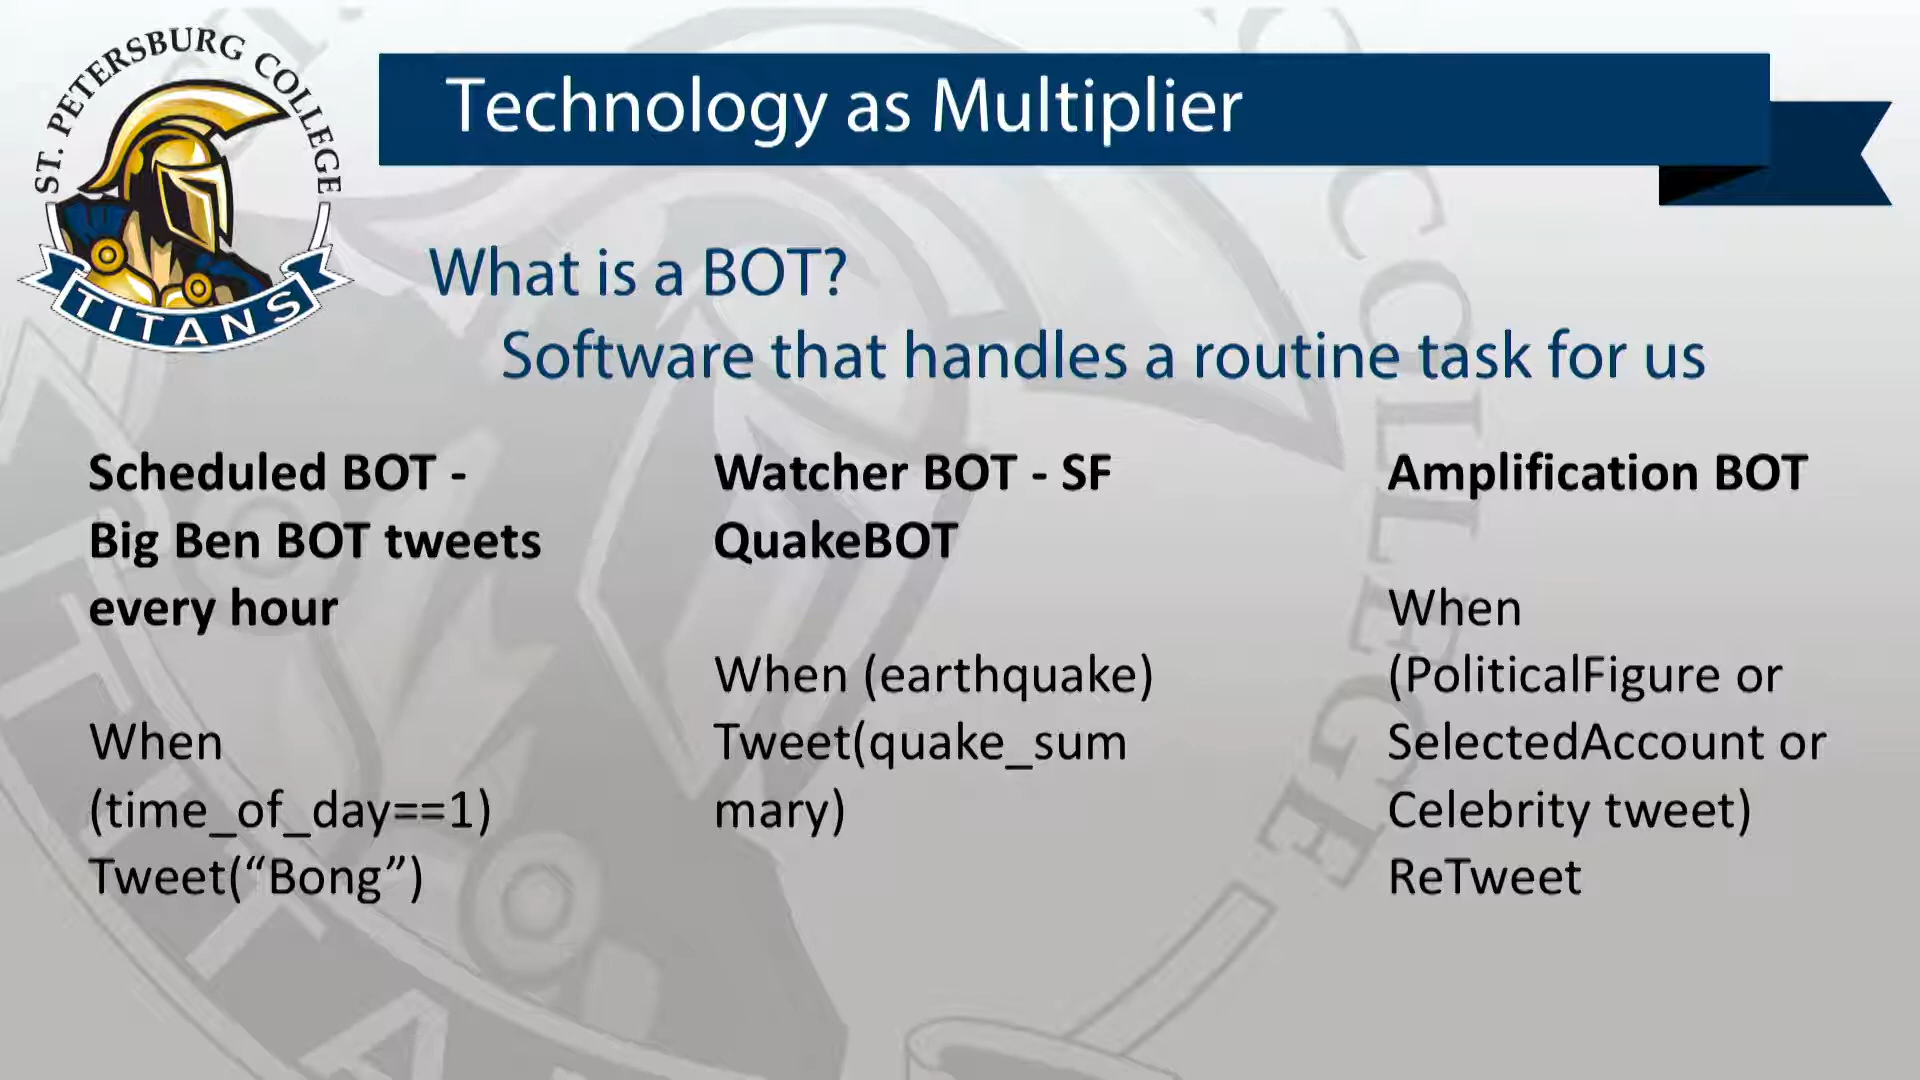 ST. PETERSBURG COLLEGE
TITANS
Technology as Multiplier
What is a BOT?
Software that handles a routine task for us
Scheduled BOT -
Big Ben BOT tweets
every hour
When
(time_of_day==1)
Tweet(“Bong”)
Watcher BOT - SF
QuakeBOT
When (earthquake)
Tweet(quake_sum
mary)
Amplification BOT
When
(PoliticalFigure or
SelectedAccount or
Celebrity tweet)
ReTweet
COLLEGE